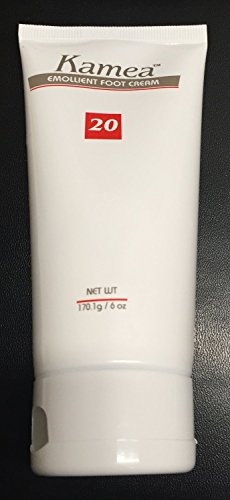 Kamea™
EMOLLIENT FOOT CREAM
20
NET WT
170.1g / 6 oz